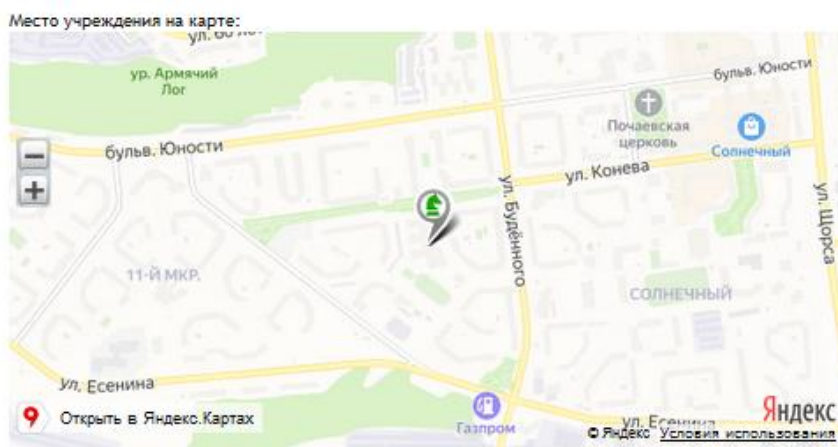 Место учреждения на карте:
ур. Армячий
Лог
бульв. Юности
бульв. Юности
Почаевская
церковь
Солнечный
ул. Конева
ул. Будённого
ул. Щорса
11-Й МКР.
СОЛНЕЧНЫЙ
ул. Есенина
Открыть в Яндекс.Картах
Газпром
ул. Есенина
Яндекс
© Яндекс Условия использования